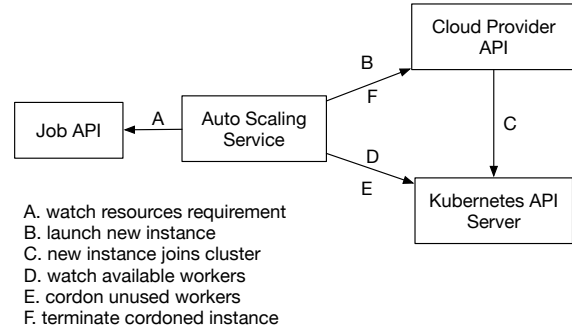 Cloud Provider
API
B
F
Auto Scaling
Service
A
Job API
C
D
E
Kubernetes API
Server
A. watch resources requirement
B. launch new instance
C. new instance joins cluster
D. watch available workers
E. cordon unused workers
F. terminate cordoned instance